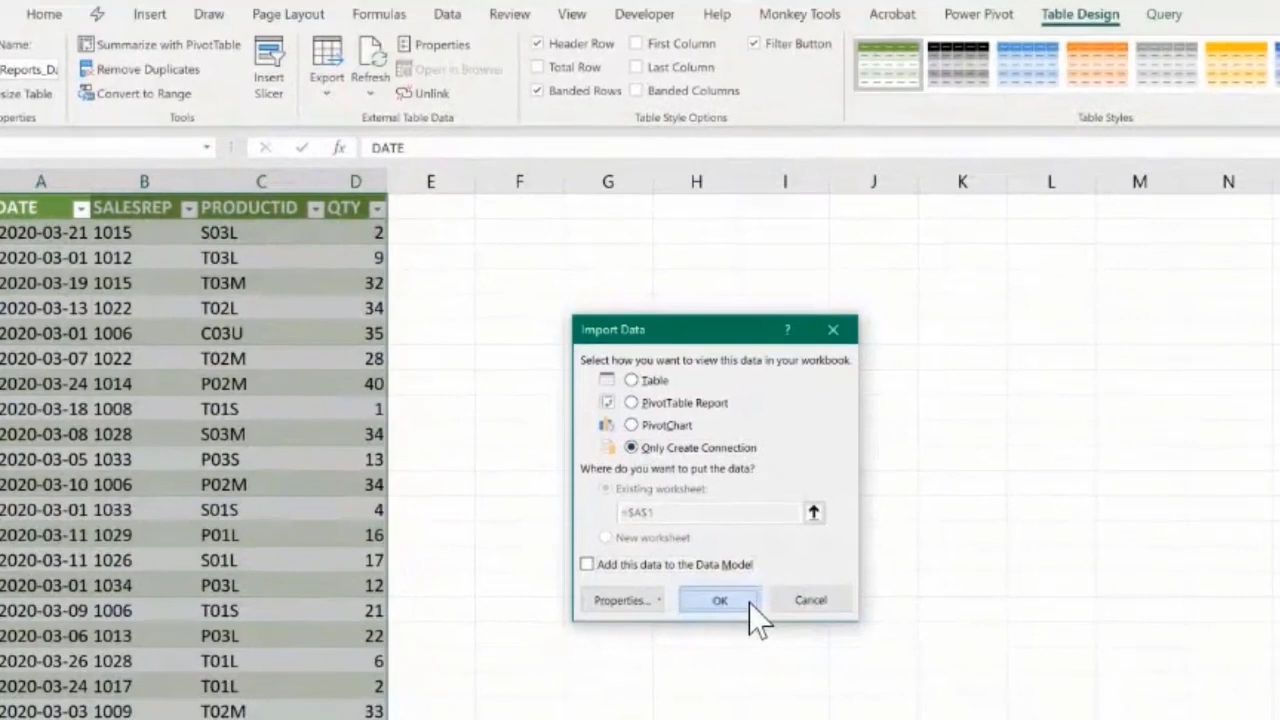 Home Insert Draw Page Layout Formulas Data Review View Developer Help Monkey Tools Acrobat Power Pivot Table Design Query
Name: Summarize with PivotTable Properties Header Row First Column Filter Button
Reports_Da Remove Duplicates Insert Slicer Export Refresh Open in Browser Total Row Last Column
size Table Convert to Range Unlink Banded Rows Banded Columns
operties Tools External Table Data Table Style Options Table Styles
fx DATE
A B C D E F G H I J K L M N
DATE SALESREP PRODUCTID QTY
2020-03-21 1015 S03L 2
2020-03-01 1012 T03L 9
2020-03-19 1015 T03M 32
2020-03-13 1022 T02L 34
2020-03-01 1006 C03U 35
2020-03-07 1022 T02M 28
2020-03-24 1014 P02M 40
2020-03-18 1008 T01S 1
2020-03-08 1028 S03M 34
2020-03-05 1033 P03S 13
2020-03-10 1006 P02M 34
2020-03-01 1033 S01S 4
2020-03-11 1029 P01L 16
2020-03-11 1026 S01L 17
2020-03-01 1034 P03L 12
2020-03-09 1006 T01S 21
2020-03-06 1013 P03L 22
2020-03-26 1028 T01L 6
2020-03-24 1017 T01L 2
2020-03-03 1009 T02M 33
Import Data ?
Select how you want to view this data in your workbook.
Table
PivotTable Report
PivotChart
Only Create Connection
Where do you want to put the data?
Existing worksheet:
=$A$1
New worksheet
Add this data to the Data Model
Properties... OK Cancel